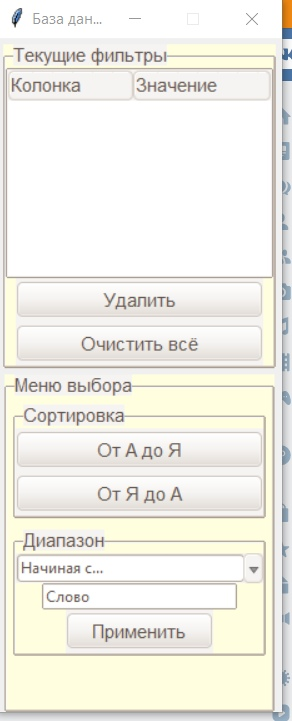 База дан...
Текущие фильтры
Колонка Значение
Удалить
Очистить всё
Меню выбора
Сортировка
От А до Я
От Я до А
Диапазон
Начиная с...
Слово
Применить